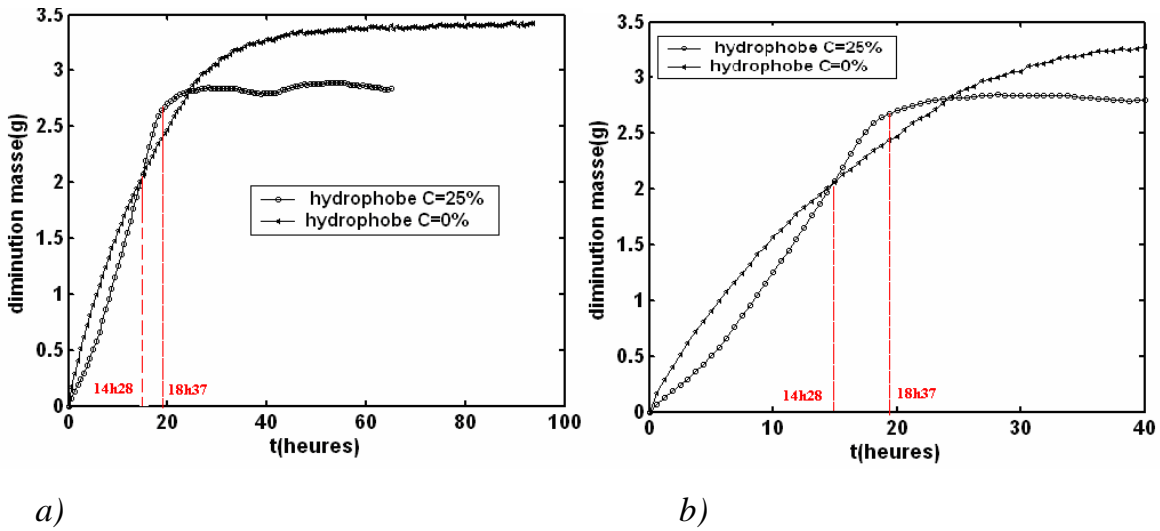 3.5
3
2.5
2
1.5
1
0.5
0
diminution masse(g)
hydrophobe C=25%
hydrophobe C=0%
14h28
18h37
0
20
40
60
80
100
t(heures)
a)
3.5
3
2.5
2
1.5
1
0.5
0
diminution masse(g)
hydrophobe C=25%
hydrophobe C=0%
14h28
18h37
0
10
20
30
40
t(heures)
b)